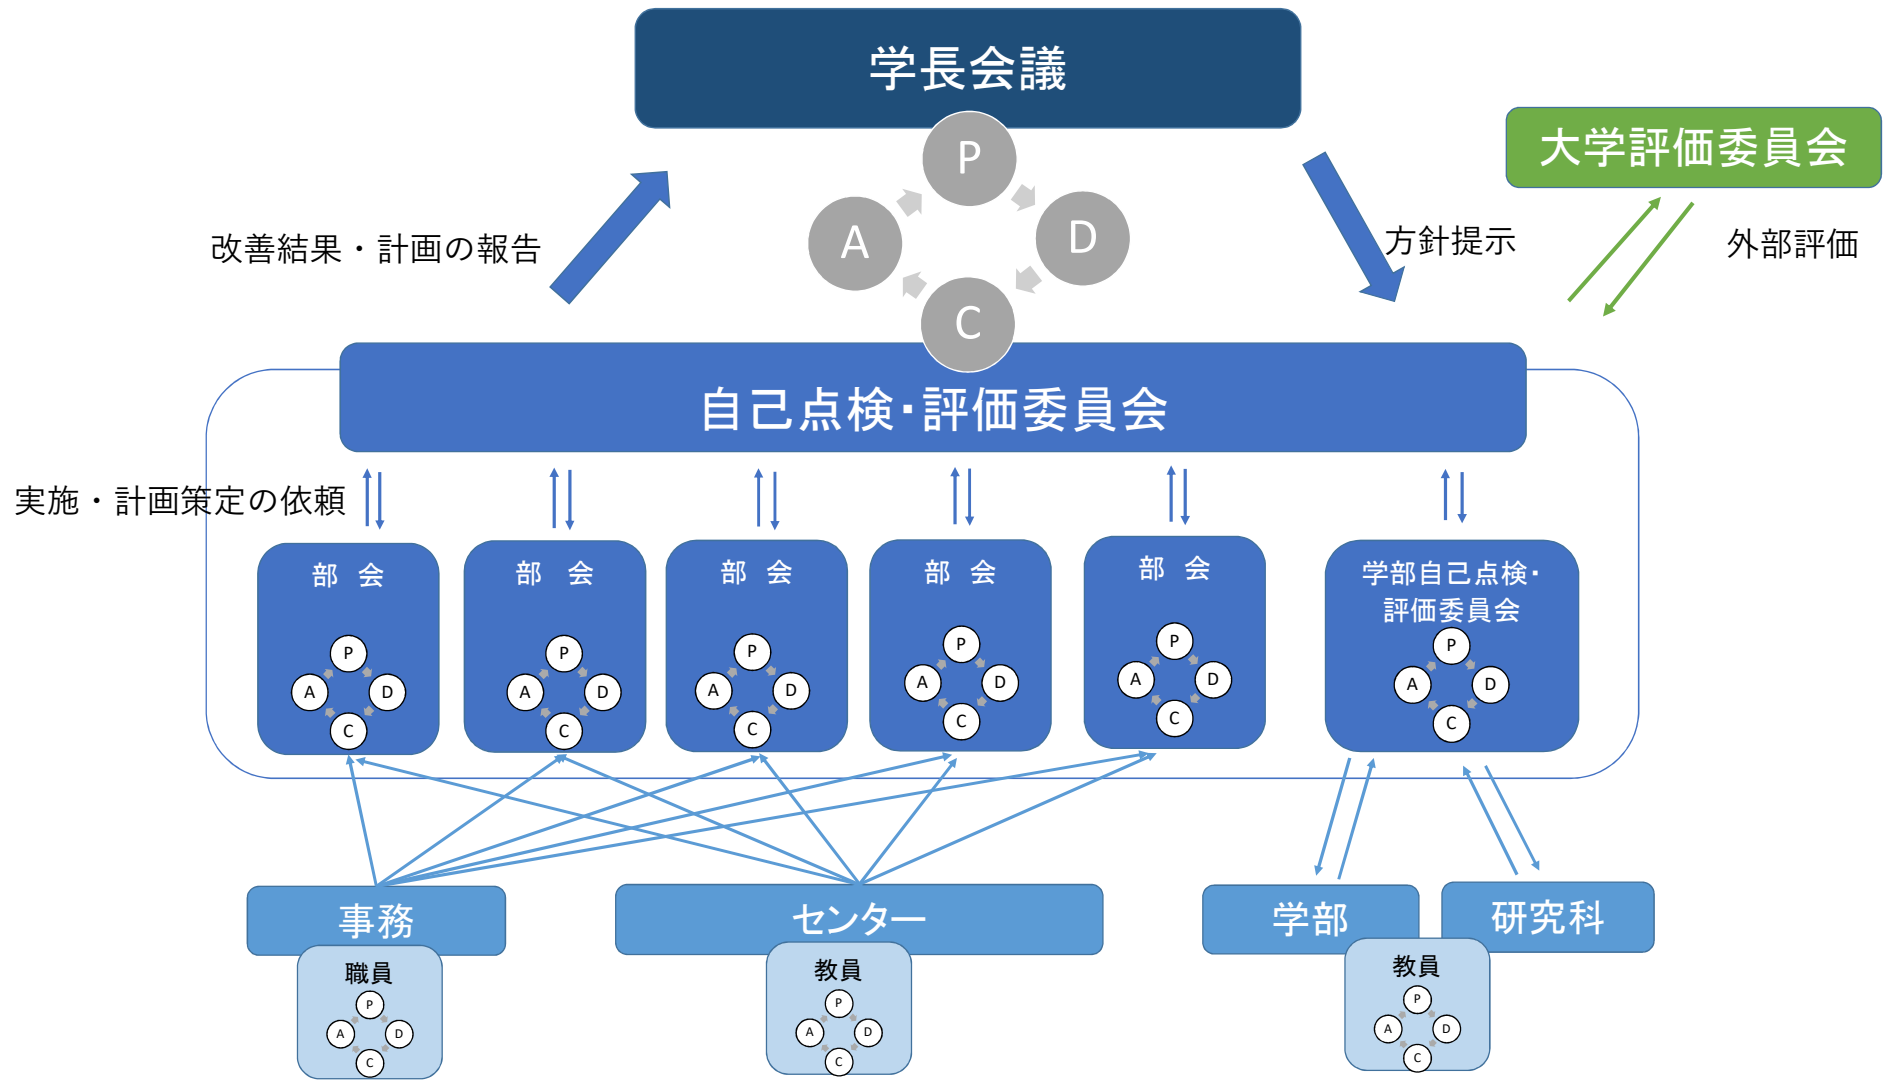 学長会議
大学評価委員会
P
A
D
C
改善結果・計画の報告
方針提示
外部評価
自己点検・評価委員会
実施・計画策定の依頼
部 会
P
A
D
C
部 会
P
A
D
C
部 会
P
A
D
C
部 会
P
A
D
C
部 会
P
A
D
C
学部自己点検・
評価委員会
P
A
D
C
事務
センター
学部
研究科
職員
P
A
D
C
教員
P
A
D
C
教員
P
A
D
C